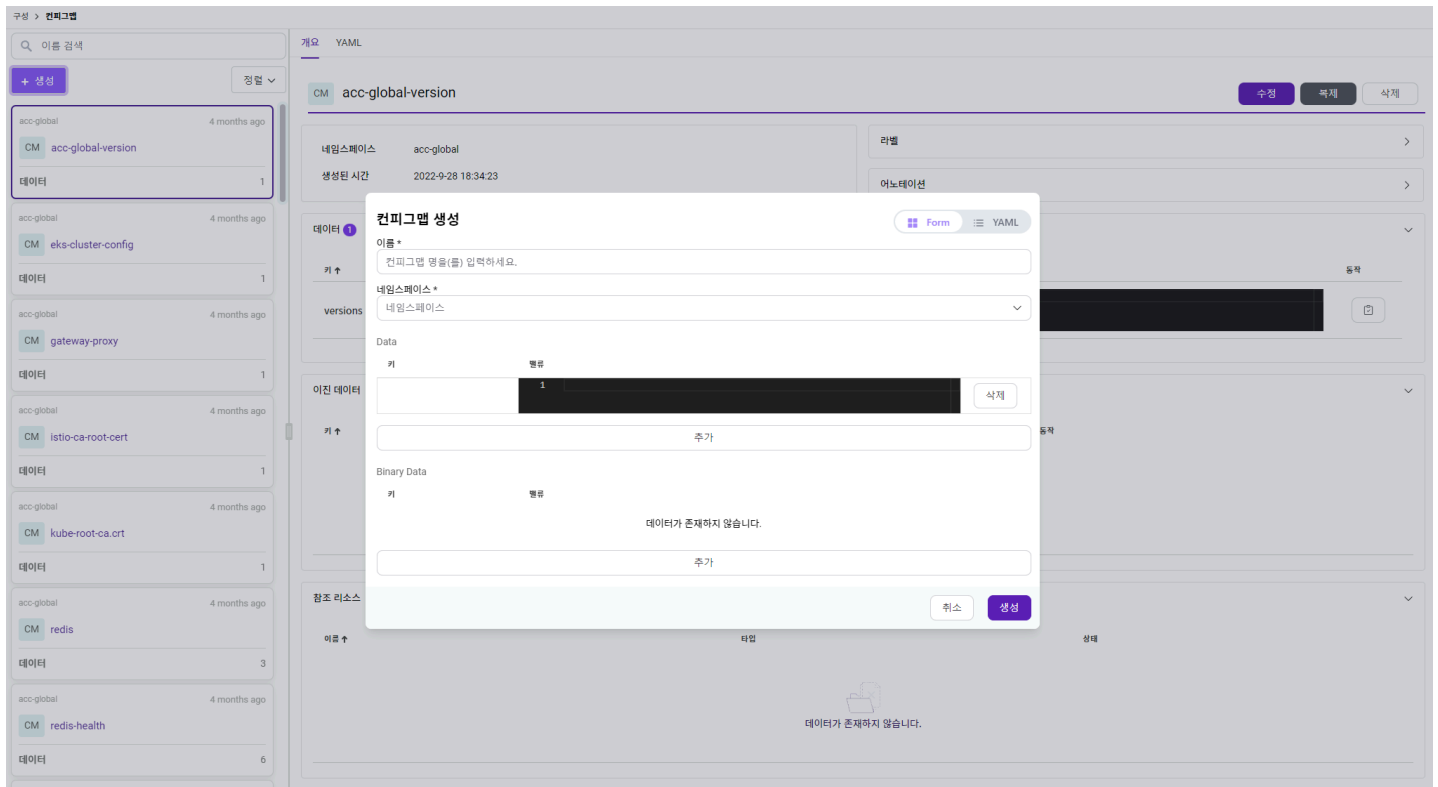 구성 > 컨피그맵
이름 검색
+ 생성
정렬
acc-global 4 months ago
CM acc-global-version
데이터 1
acc-global 4 months ago
CM eks-cluster-config
데이터 1
acc-global 4 months ago
CM gateway-proxy
데이터 1
acc-global 4 months ago
CM istio-ca-root-cert
데이터 1
acc-global 4 months ago
CM kube-root-ca.crt
데이터 1
acc-global 4 months ago
CM redis
데이터 3
acc-global 4 months ago
CM redis-health
데이터 6
개요 YAML
CM acc-global-version
수정 복제 삭제
네임스페이스 acc-global
생성된 시간 2022-9-28 18:34:23
라벨
어노테이션
데이터 1
키 동작
versions
이진 데이터
키 동작
참조 리소스
이름 타입 상태
데이터가 존재하지 않습니다.
컨피그맵 생성
Form YAML
이름 *
컨피그맵 명을(를) 입력하세요.
네임스페이스 *
네임스페이스
Data
키 밸류
1
삭제
추가
Binary Data
키 밸류
데이터가 존재하지 않습니다.
추가
취소 생성